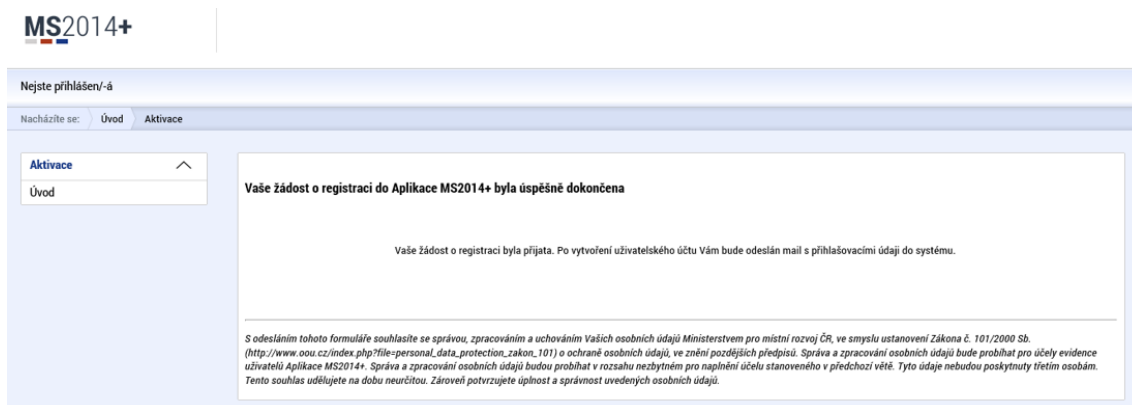 MS2014+
Nejste přihlášen/-á
Nacházíte se: Úvod Aktivace
Aktivace
Úvod
Vaše žádost o registraci do Aplikace MS2014+ byla úspěšně dokončena
Vaše žádost o registraci byla přijata. Po vytvoření uživatelského účtu Vám bude odeslán mail s přihlašovacími údaji do systému.
S odesláním tohoto formuláře souhlasíte se správou, zpracováním a uchováním Vašich osobních údajů Ministerstvem pro místní rozvoj ČR, ve smyslu ustanovení Zákona č. 101/2000 Sb.
(http://www.oou.cz/index.php?file=personal_data_protection_zakon_101) o ochraně osobních údajů, ve znění pozdějších předpisů. Správa a zpracování osobních údajů bude probíhat pro účely evidence
uživatelů Aplikace MS2014+. Správa a zpracování osobních údajů budou probíhat v rozsahu nezbytném pro naplnění účelu stanoveného v předchozí větě. Tyto údaje nebudou poskytnuty třetím osobám.
Tento souhlas udělujete na dobu neurčitou. Zároveň potvrzujete úplnost a správnost uvedených osobních údajů.